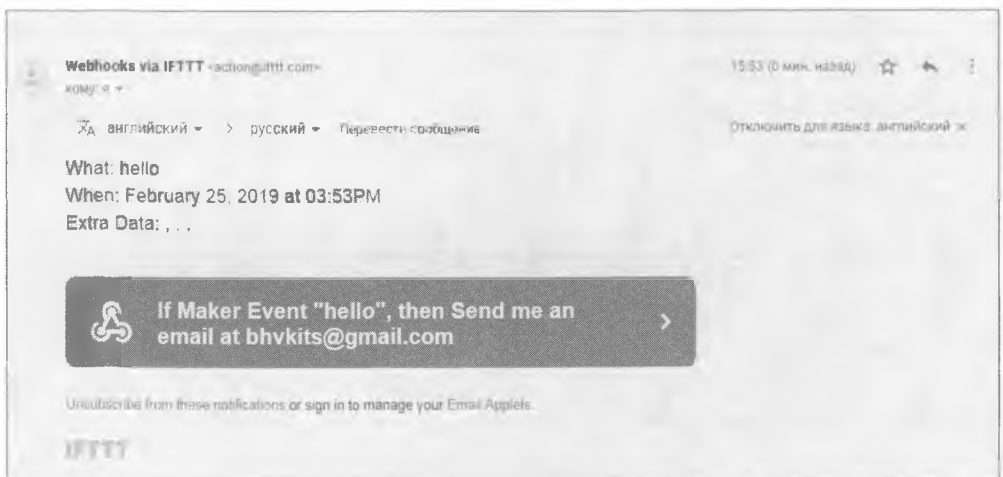 Webhooks via IFTTT <action@ifttt.com>
15:53 (0 мин. назад)
кому: я
английский > русский Перевести сообщение
Отключить для языка: английский ×
What: hello
When: February 25, 2019 at 03:53PM
Extra Data: , , .
If Maker Event "hello", then Send me an
email at bhvkits@gmail.com
Unsubscribe from these notifications or sign in to manage your Email Applets.
IFTTT